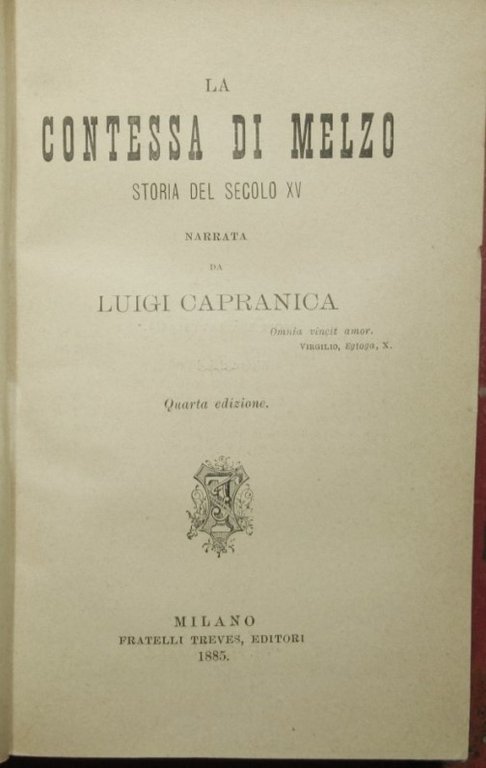 LA
CONTESSA DI MELZO
STORIA DEL SECOLO XV
NARRATA
DA
LUIGI CAPRANICA
Omnia vincit amor.
VIRGILIO, Egloga, X.
Quarta edizione.
MILANO
FRATELLI TREVES, EDITORI
1885.